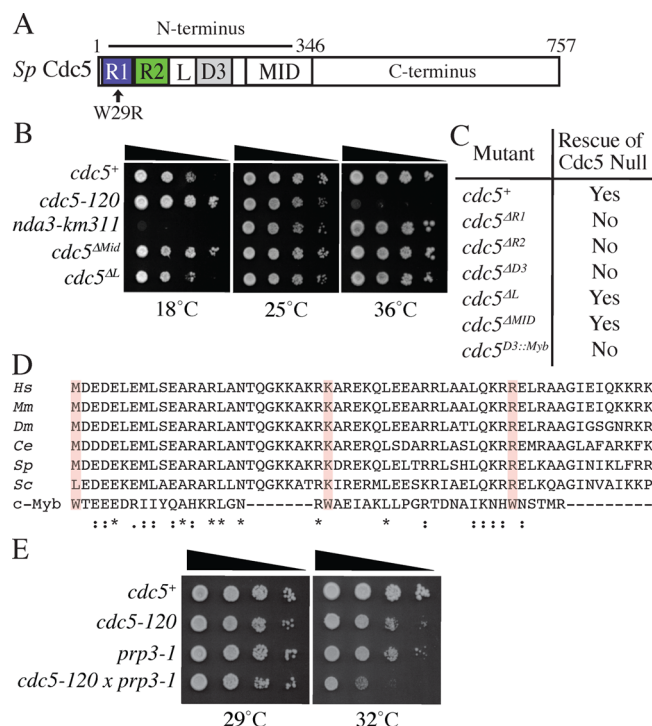 A
N-terminus
1 346 757
Sp Cdc5 R1 R2 L D3 MID C-terminus
W29R
B
cdc5+
cdc5-120
nda3-km311
cdc5ΔMid
cdc5ΔL
18˚C 25˚C 36˚C
C
Mutant Rescue of Cdc5 Null
cdc5+ Yes
cdc5ΔR1 No
cdc5ΔR2 No
cdc5ΔD3 No
cdc5ΔL Yes
cdc5ΔMID Yes
cdc5D3::Myb No
D
Hs MDEDELEMLSEARARLANTQGKKAKRKAREKQLEEARRLAALQKRRELRAAGIEIQKKRK
Mm MDEDELEMLSEARARLANTQGKKAKRKAREKQLEEARRLAALQKRRELRAAGIEIQKKRK
Dm MDEDELEMLSEARARLANTQGKKAKRKAREKQLEEARRLATLQKRRELRAAGIGSGNRKR
Ce MDDDELEMLSEARARLANTQGKKAKRKARERQLSDARRLASLQKRREMRAAGLAFARKFK
Sp MDEDEKEMLSEARARLANTQGKKAKRKDREKQLELTRRLSHLQKRRELKAAGINIKLFRR
Sc LDEDEKEMLSEARARLLNTQGKKATRKIRERMLEESKRIAELQKRRELKQAGINVAIKKP
c-Myb WTEEEDRIIYQAHKRLGN-------RWAEIAKLLPGRTDNAIKNHWNSTMR---------
::* .:: *: ** * * * : :::: :
E
cdc5+
cdc5-120
prp3-1
cdc5-120 x prp3-1
29˚C 32˚C